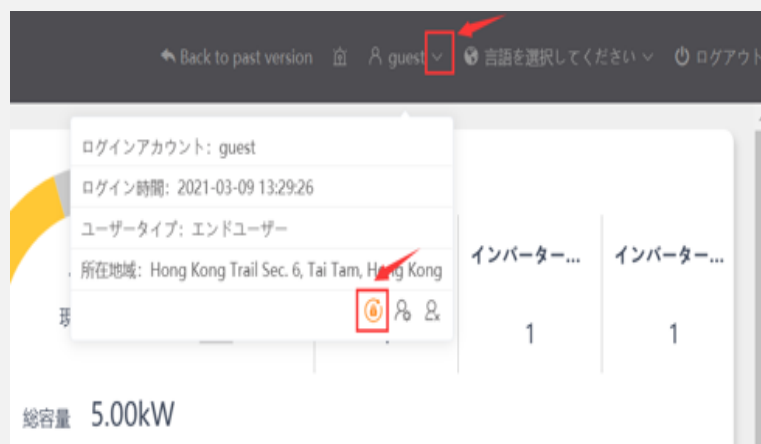 Back to past version guest 言語を選択してください ログアウト
ログインアカウント: guest
ログイン時間: 2021-03-09 13:29:26
ユーザータイプ: エンドユーザー
所在地域: Hong Kong Trail Sec. 6, Tai Tam, Hong Kong
インバーター... インバーター...
現
1 1
総容量 5.00kW